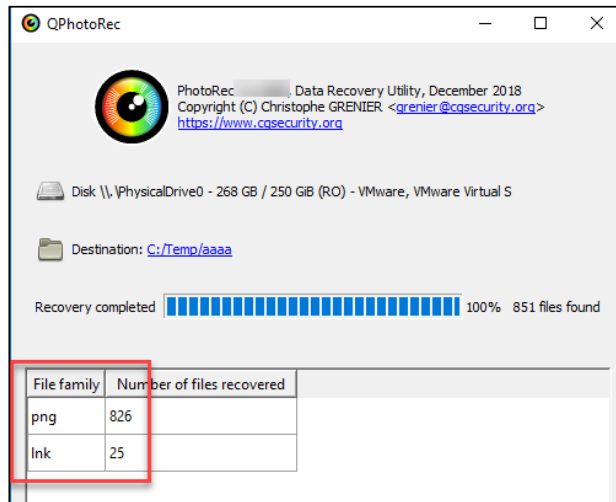 QPhotoRec
PhotoRec , Data Recovery Utility, December 2018
Copyright (C) Christophe GRENIER <grenier@cgsecurity.org>
https://www.cgsecurity.org
Disk \\.\PhysicalDrive0 - 268 GB / 250 GiB (RO) - VMware, VMware Virtual S
Destination: C:/Temp/aaaa
Recovery completed 100% 851 files found
File family Number of files recovered
png 826
lnk 25